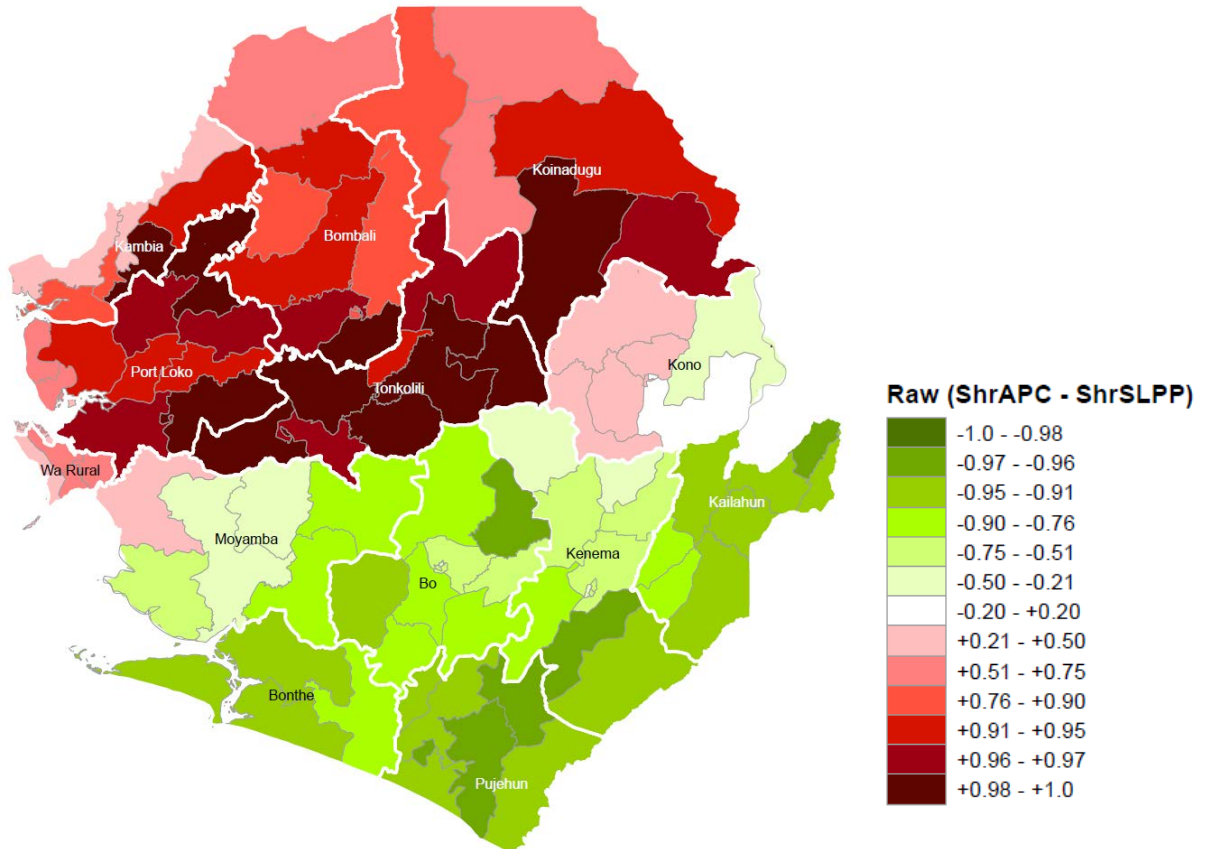 Koinadugu
Kambia
Bombali
Port Loko
Tonkolili
Kono
Wa Rural
Moyamba
Kailahun
Kenema
Bo
Bonthe
Pujehun
Raw (ShrAPC - ShrSLPP)
-1.0 - -0.98
-0.97 - -0.96
-0.95 - -0.91
-0.90 - -0.76
-0.75 - -0.51
-0.50 - -0.21
-0.20 - +0.20
+0.21 - +0.50
+0.51 - +0.75
+0.76 - +0.90
+0.91 - +0.95
+0.96 - +0.97
+0.98 - +1.0